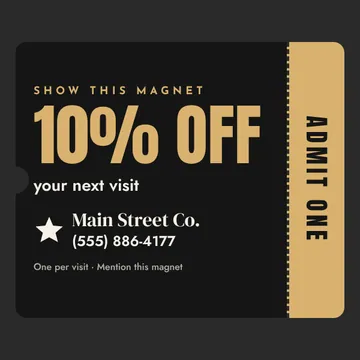 SHOW THIS MAGNET
10% OFF
your next visit
Main Street Co.
(555) 886-4177
One per visit · Mention this magnet
ADMIT ONE